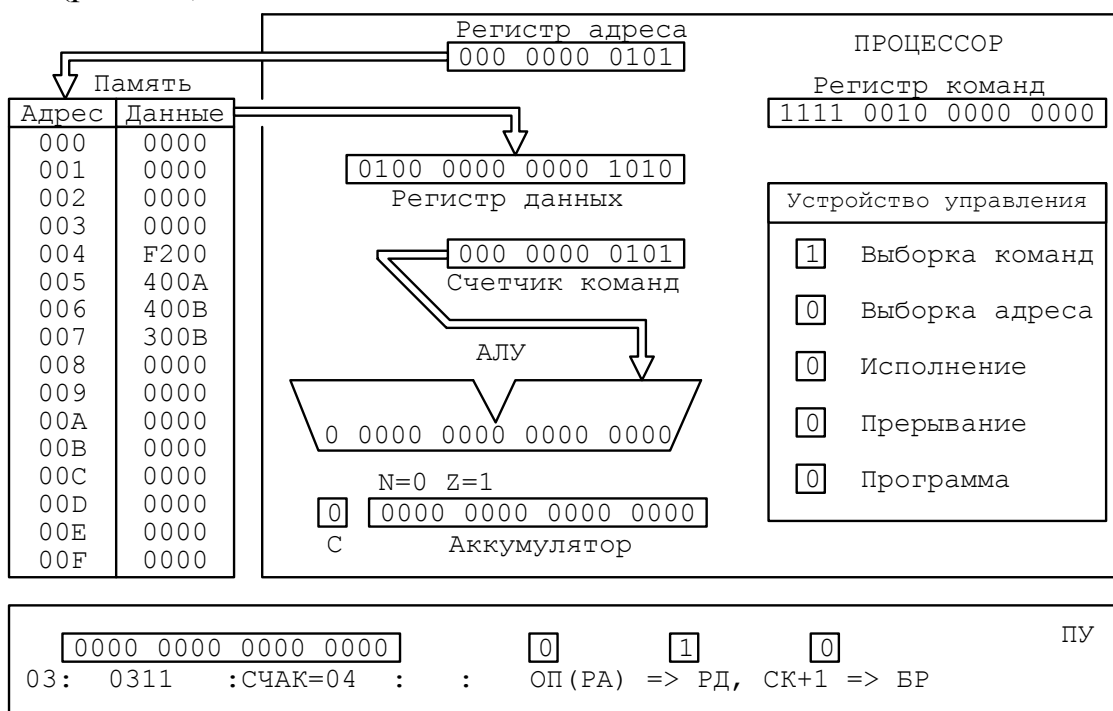 Регистр адреса
000 0000 0101
ПРОЦЕССОР
Память
Регистр команд
1111 0010 0000 0000
Адрес Данные
000 0000
001 0000
002 0000
003 0000
004 F200
005 400A
006 400B
007 300B
008 0000
009 0000
00A 0000
00B 0000
00C 0000
00D 0000
00E 0000
00F 0000
0100 0000 0000 1010
Регистр данных
000 0000 0101
Счетчик команд
АЛУ
0 0000 0000 0000 0000
N=0 Z=1
0 0000 0000 0000 0000
C Аккумулятор
Устройство управления
1 Выборка команд
0 Выборка адреса
0 Исполнение
0 Прерывание
0 Программа
ПУ
0000 0000 0000 0000 0 1 0
03: 0311 :СЧАК=04 : : ОП(РА) => РД, СК+1 => БР